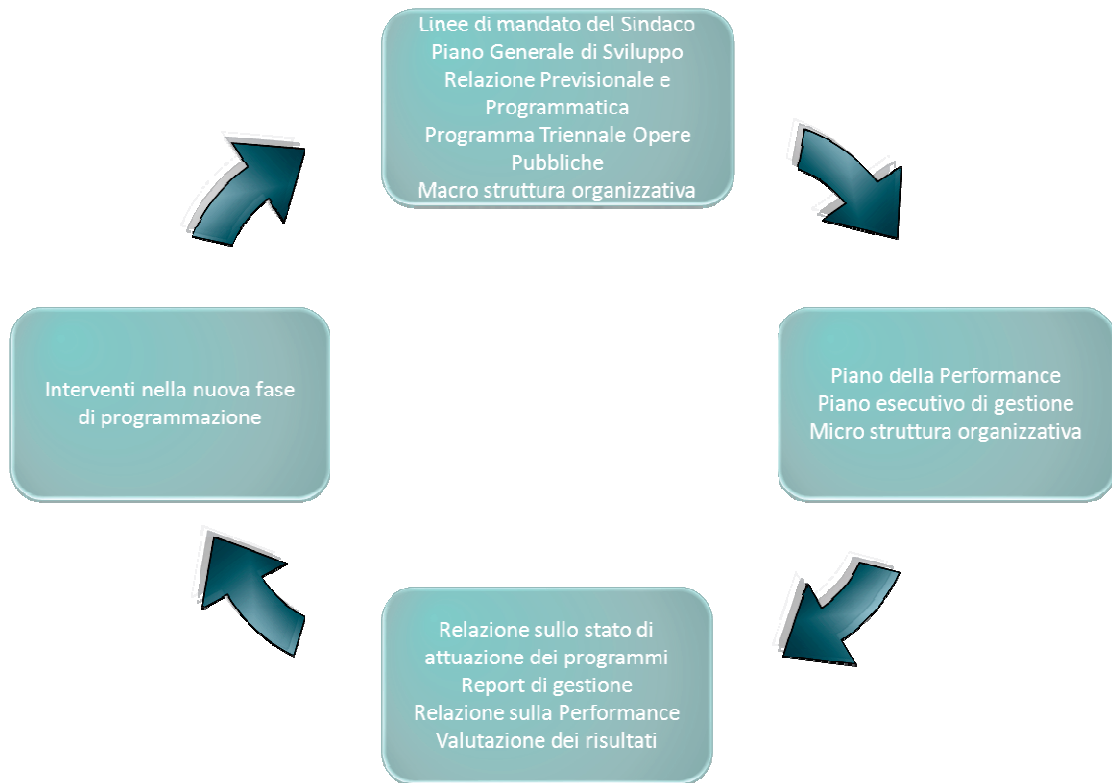 Linee di mandato del Sindaco
Piano Generale di Sviluppo
Relazione Previsionale e
Programmatica
Programma Triennale Opere
Pubbliche
Macro struttura organizzativa
Piano della Performance
Piano esecutivo di gestione
Micro struttura organizzativa
Relazione sullo stato di
attuazione dei programmi
Report di gestione
Relazione sulla Performance
Valutazione dei risultati
Interventi nella nuova fase
di programmazione